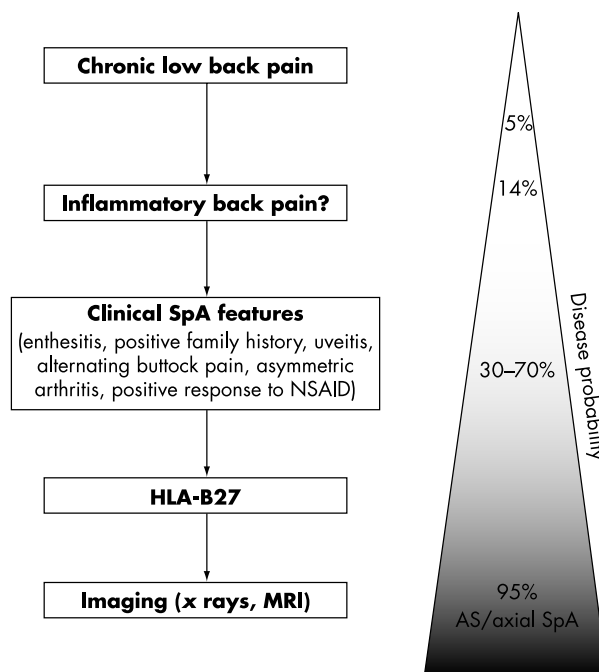 Chronic low back pain
Inflammatory back pain?
Clinical SpA features
(enthesitis, positive family history, uveitis,
alternating buttock pain, asymmetric
arthritis, positive response to NSAID)
HLA-B27
Imaging (x rays, MRI)
5%
14%
30–70%
Disease probability
95%
AS/axial SpA